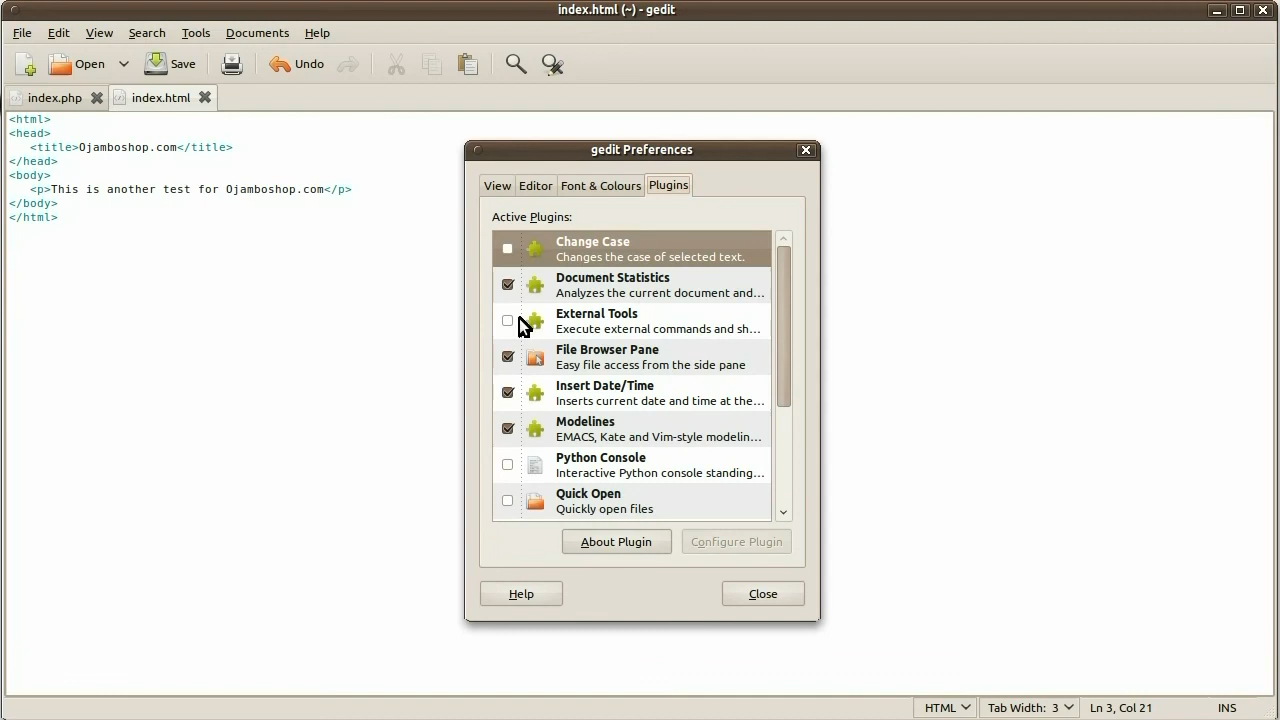 index.html (~) - gedit
File Edit View Search Tools Documents Help
Open Save Undo
index.php index.html
<html>
<head>
<title>Ojamboshop.com</title>
</head>
<body>
<p>This is another test for Ojamboshop.com</p>
</body>
</html>
gedit Preferences
View Editor Font & Colours Plugins
Active Plugins:
Change Case
Changes the case of selected text.
Document Statistics
Analyzes the current document and...
External Tools
Execute external commands and sh...
File Browser Pane
Easy file access from the side pane
Insert Date/Time
Inserts current date and time at the...
Modelines
EMACS, Kate and Vim-style modelin...
Python Console
Interactive Python console standing...
Quick Open
Quickly open files
About Plugin Configure Plugin
Help Close
HTML Tab Width: 3 Ln 3, Col 21 INS